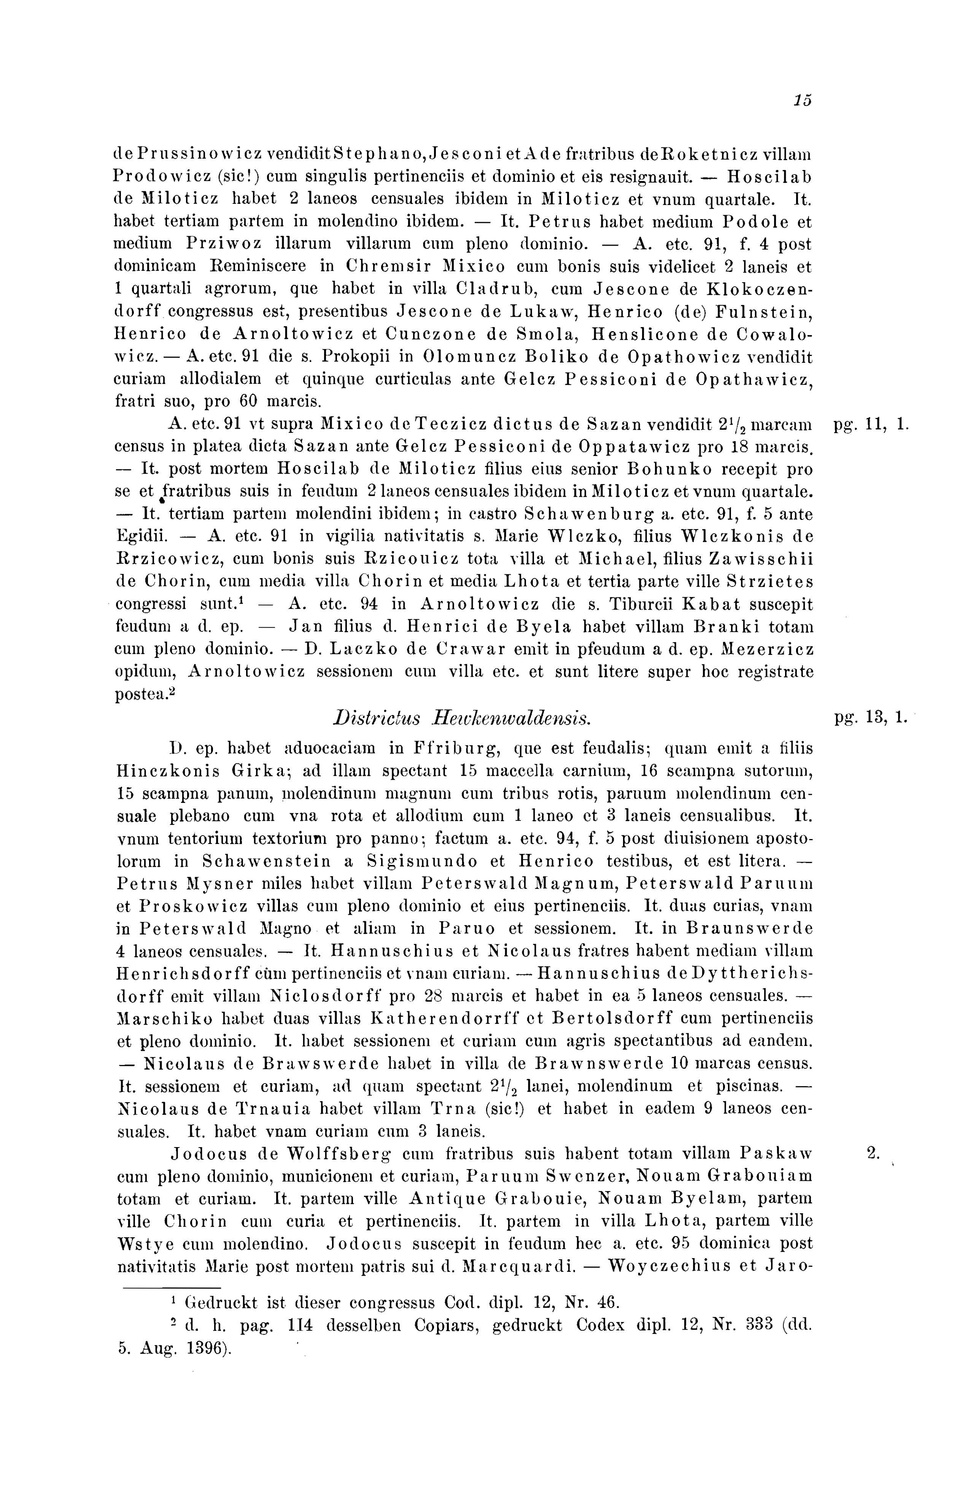 15
de Prussinowicz vendidit Stephano, Jesconi et Ade fratribus de Roketnicz villam
Prodowicz (sic!) cum singulis pertinenciis et dominio et eis resignauit. — Hoscilab
de Miloticz habet 2 laneos censuales ibidem in Miloticz et vnum quartale. It.
habet tertiam partem in molendino ibidem. — It. Petrus habet medium Podole et
medium Prziwoz illarum villarum cum pleno dominio. — A. etc. 91, f. 4 post
dominicam Reminiscere in Chremsir Mixico cum bonis suis videlicet 2 laneis et
1 quartali agrorum, que habet in villa Cladrub, cum Jescone de Klokoczen-
dorff congressus est, presentibus Jescone de Lukaw, Henrico (de) Fulnstein,
Henrico de Arnoltowicz et Cunczone de Smola, Henslicone de Cowalo-
wicz. — A. etc. 91 die s. Prokopii in Olomuncz Boliko de Opathowicz vendidit
curiam allodialem et quinque curticulas ante Gelcz Pessiconi de Opathawicz,
fratri suo, pro 60 marcis.
A. etc. 91 vt supra Mixico de Teczicz dictus de Sazan vendidit 2 1/2 marcam pg. 11, 1.
census in platea dicta Sazan ante Gelcz Pessiconi de Oppatawicz pro 18 marcis.
— It. post mortem Hoscilab de Miloticz filius eius senior Bohunko recepit pro
se et fratribus suis in feudum 2 laneos censuales ibidem in Miloticz et vnum quartale.
— It. tertiam partem molendini ibidem; in castro Schawenburg a. etc. 91, f. 5 ante
Egidii. — A. etc. 91 in vigilia nativitatis s. Marie Wlczko, filius Wlczkonis de
Rrzicowicz, cum bonis suis Rzicouicz tota villa et Michael, filius Zawisschii
de Chorin, cum media villa Chorin et media Lhota et tertia parte ville Strzietes
congressi sunt.¹ — A. etc. 94 in Arnoltowicz die s. Tiburcii Kabat suscepit
feudum a d. ep. — Jan filius d. Henrici de Byela habet villam Branki totam
cum pleno dominio. — D. Laczko de Crawar emit in pfeudum a d. ep. Mezerzicz
opidum, Arnoltowicz sessionem cum villa etc. et sunt litere super hoc registrate
postea.²
Districtus Hewkenwaldensis. pg. 13, 1.
D. ep. habet aduocaciam in Ffriburg, que est feudalis; quam emit a filiis
Hinczkonis Girka; ad illam spectant 15 maccella carnium, 16 scampna sutorum,
15 scampna panum, molendinum magnum cum tribus rotis, paruum molendinum cen-
suale plebano cum vna rota et allodium cum 1 laneo et 3 laneis censualibus. It.
vnum tentorium textorium pro panno; factum a. etc. 94, f. 5 post diuisionem aposto-
lorum in Schawenstein a Sigismundo et Henrico testibus, et est litera. —
Petrus Mysner miles habet villam Peterswald Magnum, Peterswald Paruum
et Proskowicz villas cum pleno dominio et eius pertinenciis. It. duas curias, vnam
in Peterswald Magno et aliam in Paruo et sessionem. It. in Braunswerde
4 laneos censuales. — It. Hannuschius et Nicolaus fratres habent mediam villam
Henrichsdorff cum pertinenciis et vnam curiam. — Hannuschius de Dyttherichs-
dorff emit villam Niclosdorff pro 28 marcis et habet in ea 5 laneos censuales. —
Marschiko habet duas villas Katherendorrff et Bertolsdorff cum pertinenciis
et pleno dominio. It. habet sessionem et curiam cum agris spectantibus ad eandem.
— Nicolaus de Brawswerde habet in villa de Brawnswerde 10 marcas census.
It. sessionem et curiam, ad quam spectant 2 1/2 lanei, molendinum et piscinas. —
Nicolaus de Trnauia habet villam Trna (sic!) et habet in eadem 9 laneos cen-
suales. It. habet vnam curiam cum 3 laneis.
Jodocus de Wolffsberg cum fratribus suis habent totam villam Paskaw 2.
cum pleno dominio, municionem et curiam, Paruum Swenzer, Nouam Grabouiam
totam et curiam. It. partem ville Antique Grabouie, Nouam Byelam, partem
ville Chorin cum curia et pertinenciis. It. partem in villa Lhota, partem ville
Wstye cum molendino. Jodocus suscepit in feudum hec a. etc. 95 dominica post
nativitatis Marie post mortem patris sui d. Marcquardi. — Woyczechius et Jaro-
¹ Gedruckt ist dieser congressus Cod. dipl. 12, Nr. 46.
² d. h. pag. 114 desselben Copiars, gedruckt Codex dipl. 12, Nr. 333 (dd.
5. Aug. 1396).